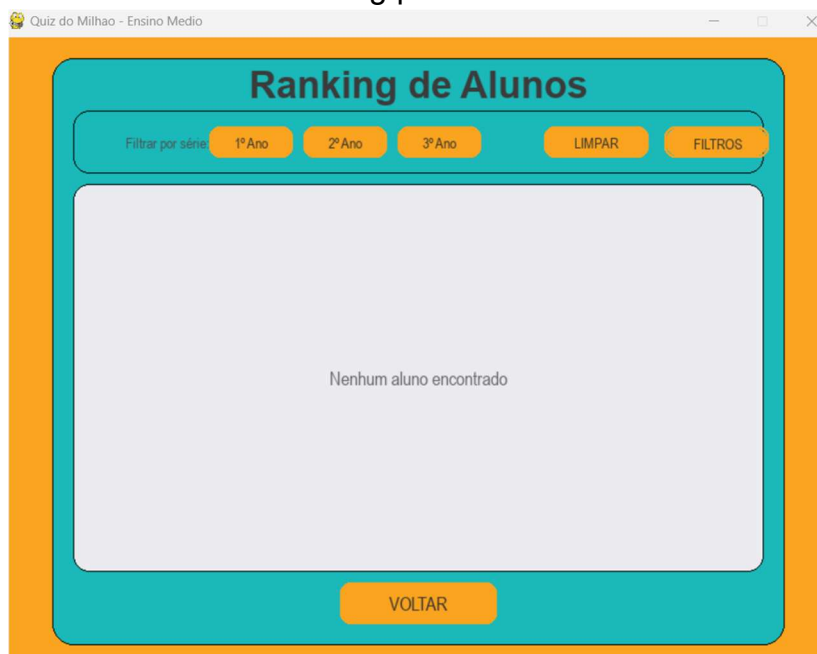 Quiz do Milhao - Ensino Medio
Ranking de Alunos
Filtrar por série: 1º Ano 2º Ano 3º Ano LIMPAR FILTROS
Nenhum aluno encontrado
VOLTAR